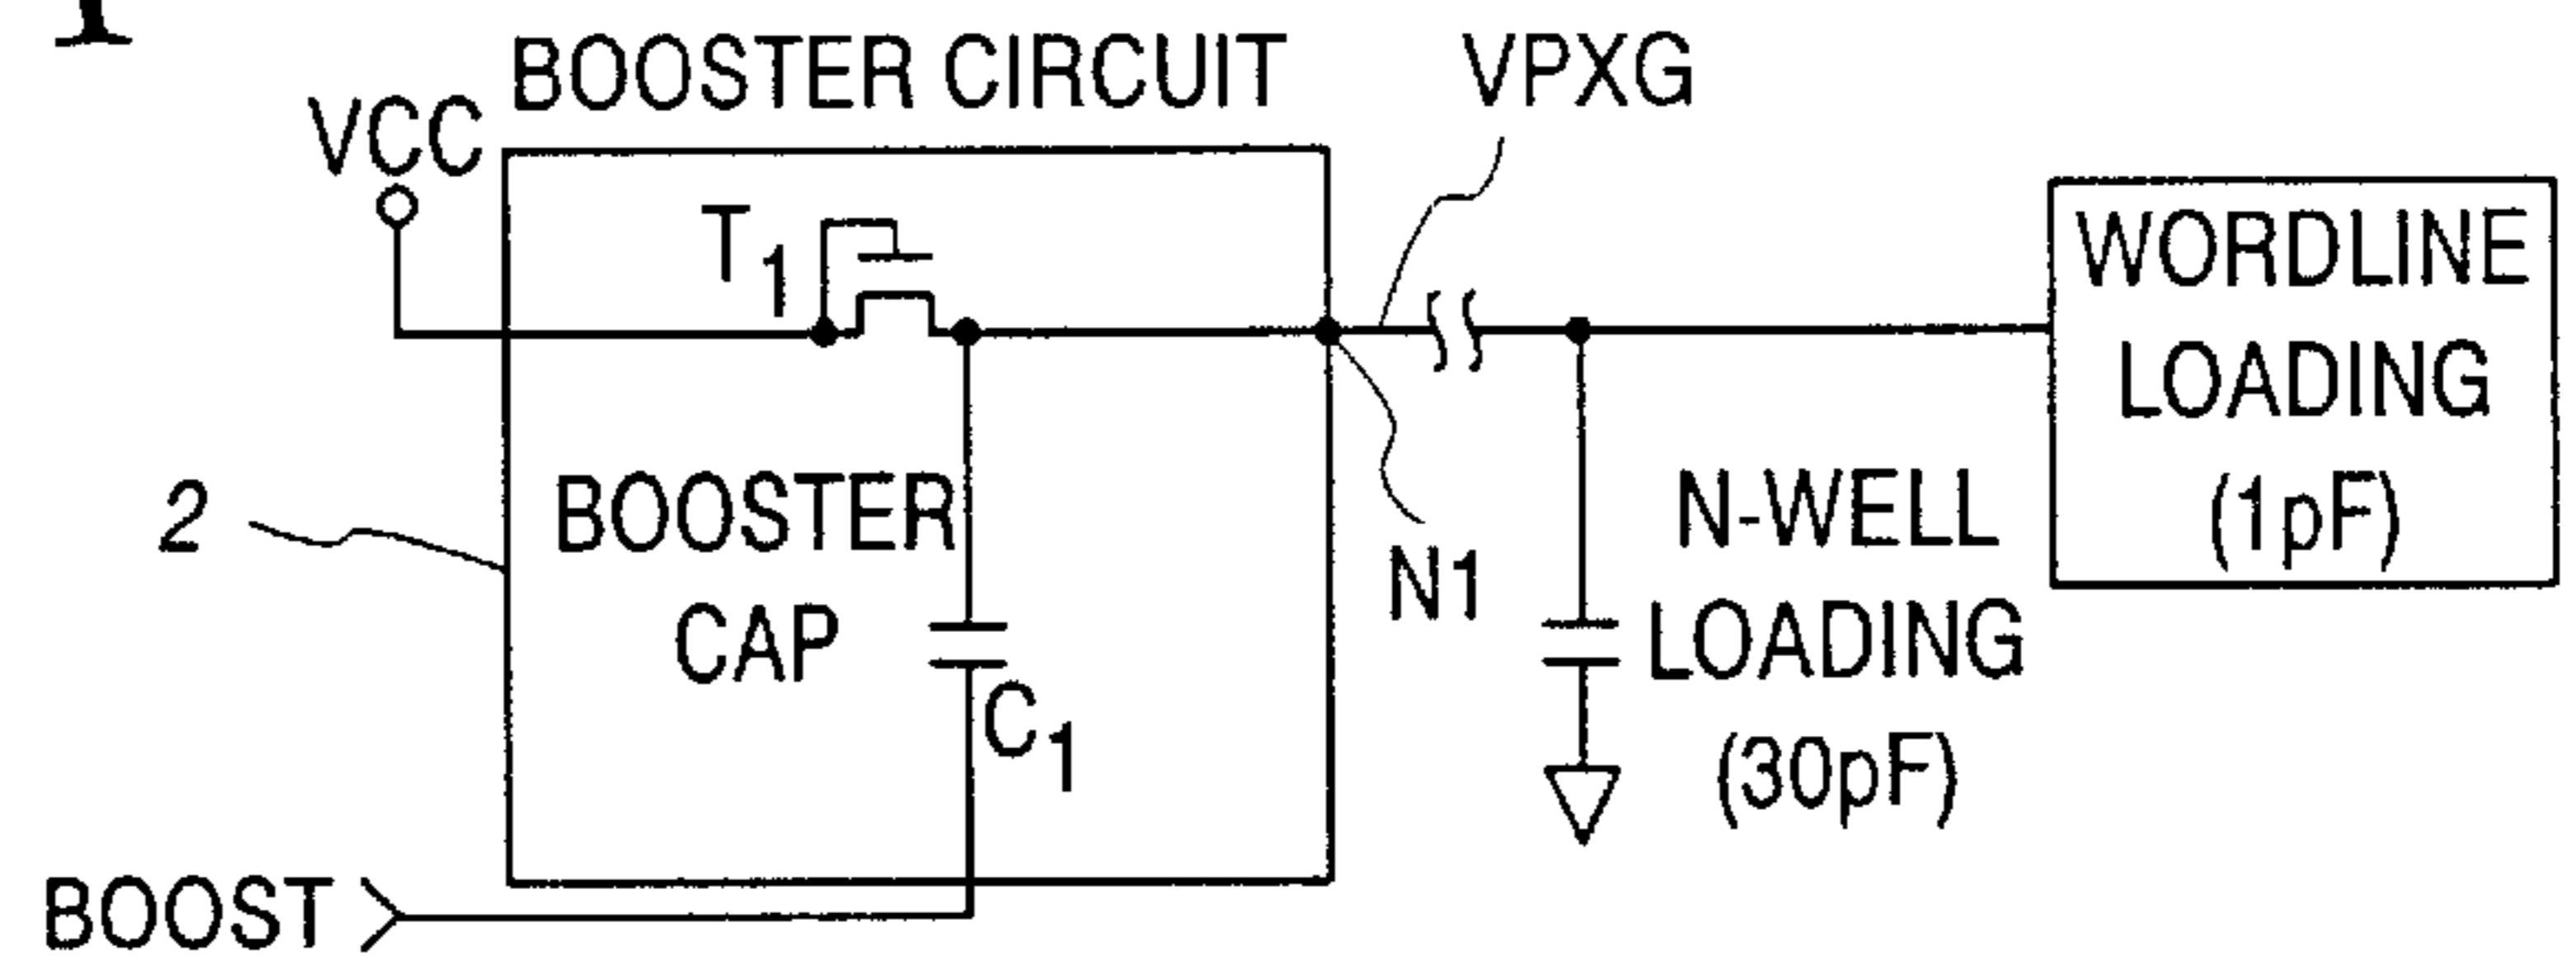 1
BOOSTER CIRCUIT
VPXG
VCC
T1
WORDLINE
LOADING
(1pF)
2
BOOSTER
CAP
C1
N1
N-WELL
LOADING
(30pF)
BOOST